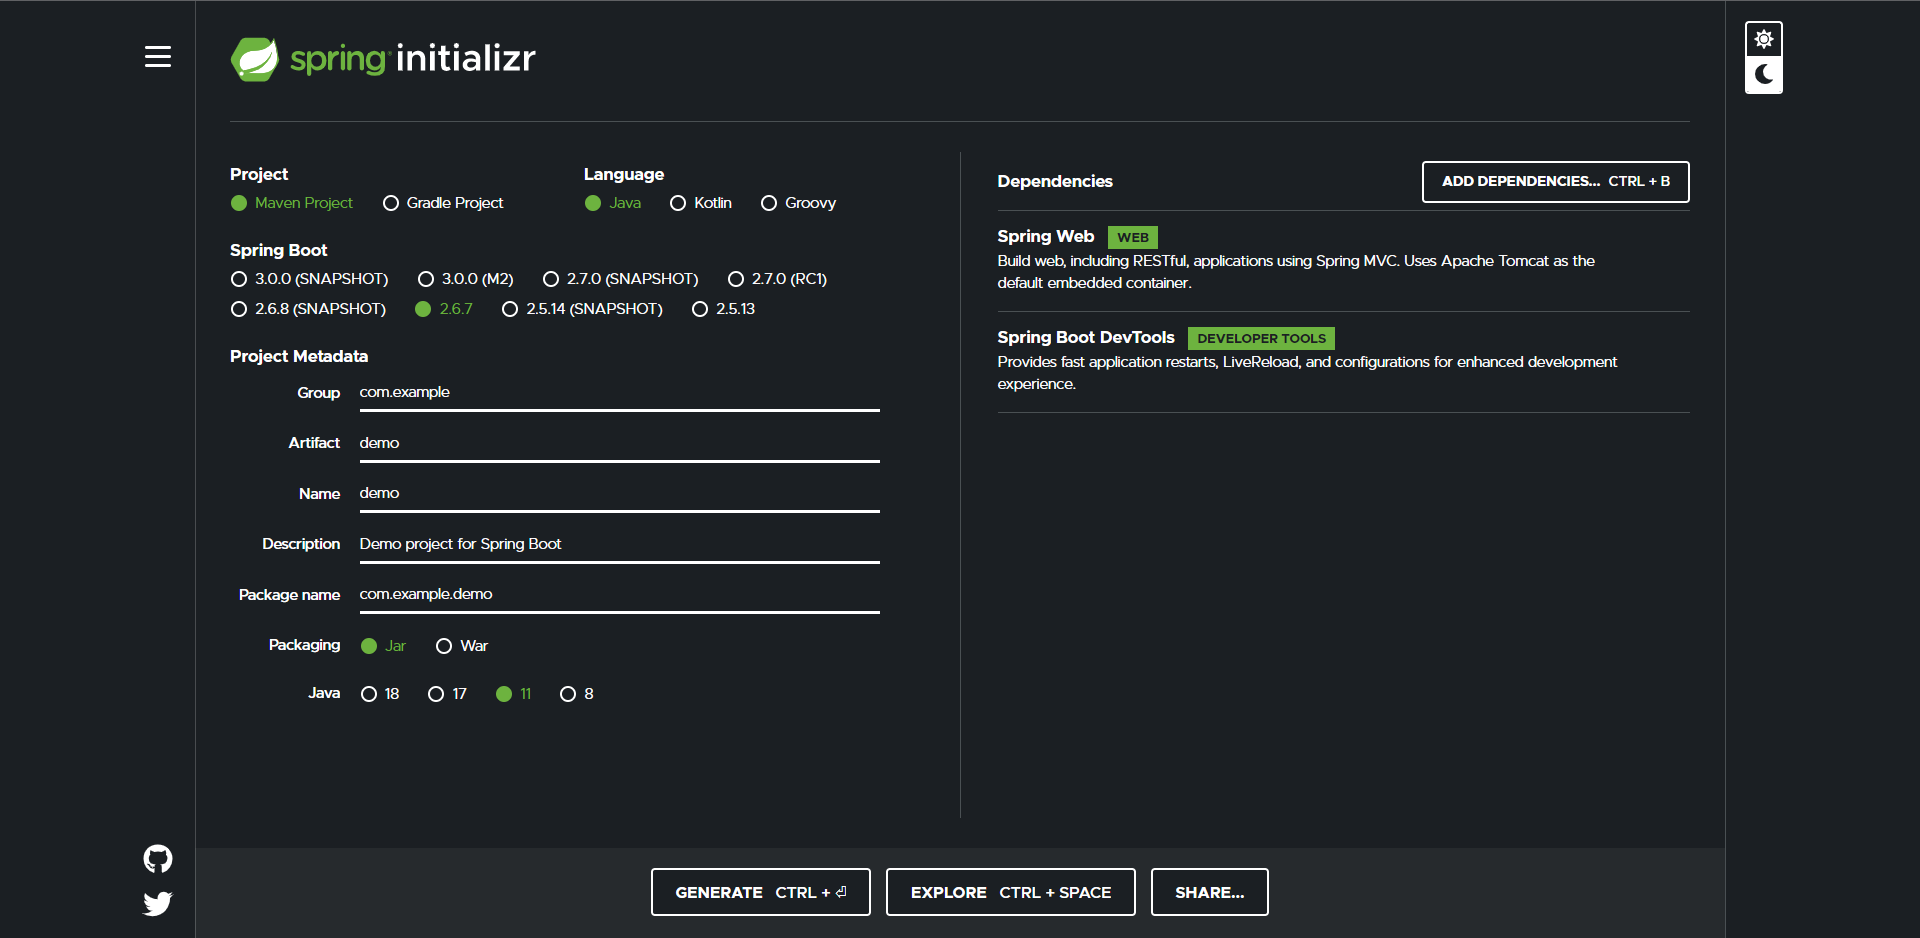 spring initializr
Project
Maven Project Gradle Project
Language
Java Kotlin Groovy
Spring Boot
3.0.0 (SNAPSHOT) 3.0.0 (M2) 2.7.0 (SNAPSHOT) 2.7.0 (RC1)
2.6.8 (SNAPSHOT) 2.6.7 2.5.14 (SNAPSHOT) 2.5.13
Project Metadata
Group com.example
Artifact demo
Name demo
Description Demo project for Spring Boot
Package name com.example.demo
Packaging Jar War
Java 18 17 11 8
Dependencies ADD DEPENDENCIES... CTRL + B
Spring Web WEB
Build web, including RESTful, applications using Spring MVC. Uses Apache Tomcat as the
default embedded container.
Spring Boot DevTools DEVELOPER TOOLS
Provides fast application restarts, LiveReload, and configurations for enhanced development
experience.
GENERATE CTRL + ⏎ EXPLORE CTRL + SPACE SHARE...